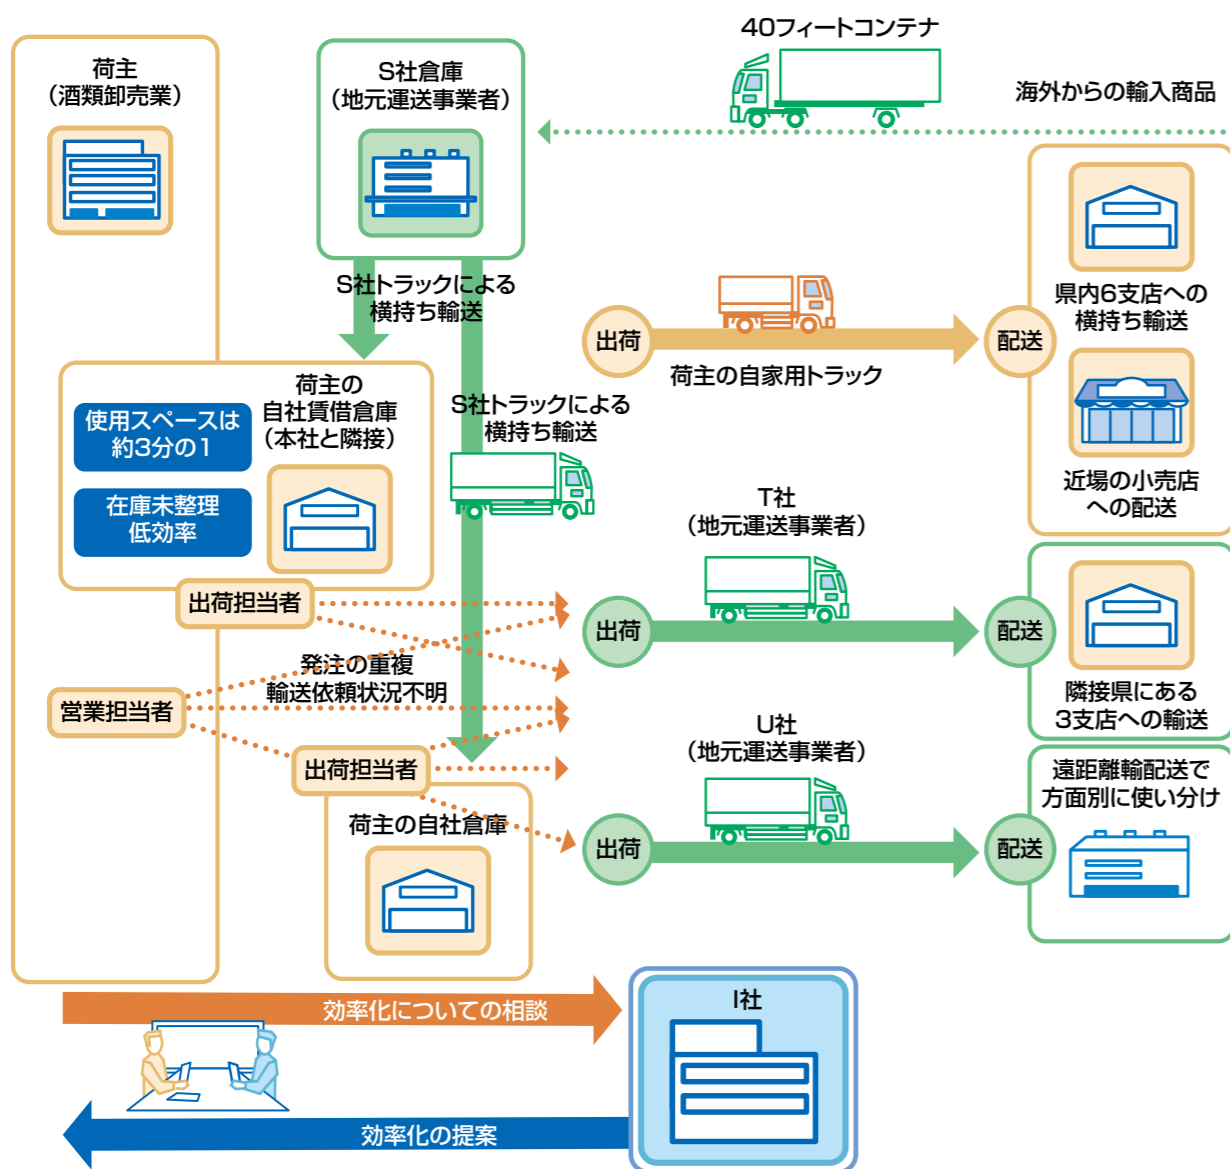 40フィートコンテナ
海外からの輸入商品
荷主
（酒類卸売業）
S社倉庫
（地元運送事業者）
S社トラックによる
横持ち輸送
荷主の
自社賃借倉庫
（本社と隣接）
使用スペースは
約3分の1
在庫未整理
低効率
S社トラックによる
横持ち輸送
出荷
荷主の自家用トラック
配送
県内6支店への
横持ち輸送
近場の小売店
への配送
出荷担当者
発注の重複
輸送依頼状況不明
営業担当者
出荷担当者
荷主の自社倉庫
T社
（地元運送事業者）
出荷
配送
隣接県にある
3支店への輸送
U社
（地元運送事業者）
出荷
配送
遠距離輸配送で
方面別に使い分け
効率化についての相談
I社
効率化の提案